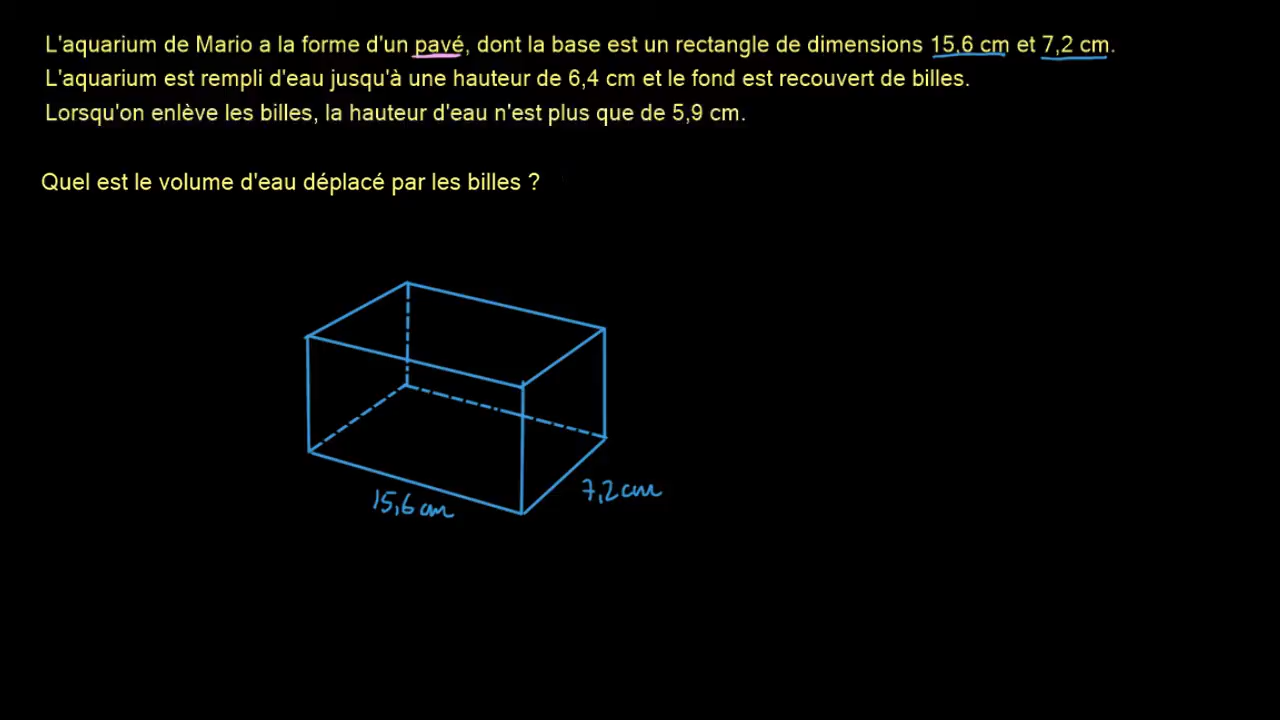 L'aquarium de Mario a la forme d'un pavé, dont la base est un rectangle de dimensions 15,6 cm et 7,2 cm.
L'aquarium est rempli d'eau jusqu'à une hauteur de 6,4 cm et le fond est recouvert de billes.
Lorsqu'on enlève les billes, la hauteur d'eau n'est plus que de 5,9 cm.
Quel est le volume d'eau déplacé par les billes ?
15,6 cm
7,2 cm